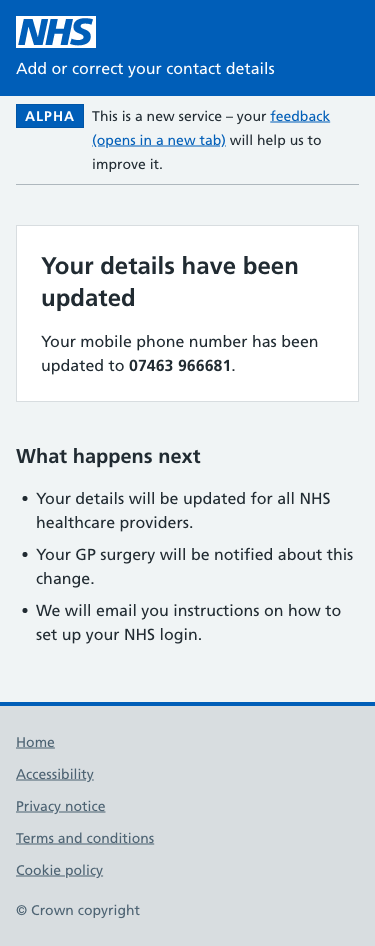 NHS
Add or correct your contact details
ALPHA
This is a new service – your feedback
(opens in a new tab) will help us to
improve it.
Your details have been
updated
Your mobile phone number has been
updated to 07463 966681.
What happens next
• Your details will be updated for all NHS
healthcare providers.
• Your GP surgery will be notified about this
change.
• We will email you instructions on how to
set up your NHS login.
Home
Accessibility
Privacy notice
Terms and conditions
Cookie policy
© Crown copyright